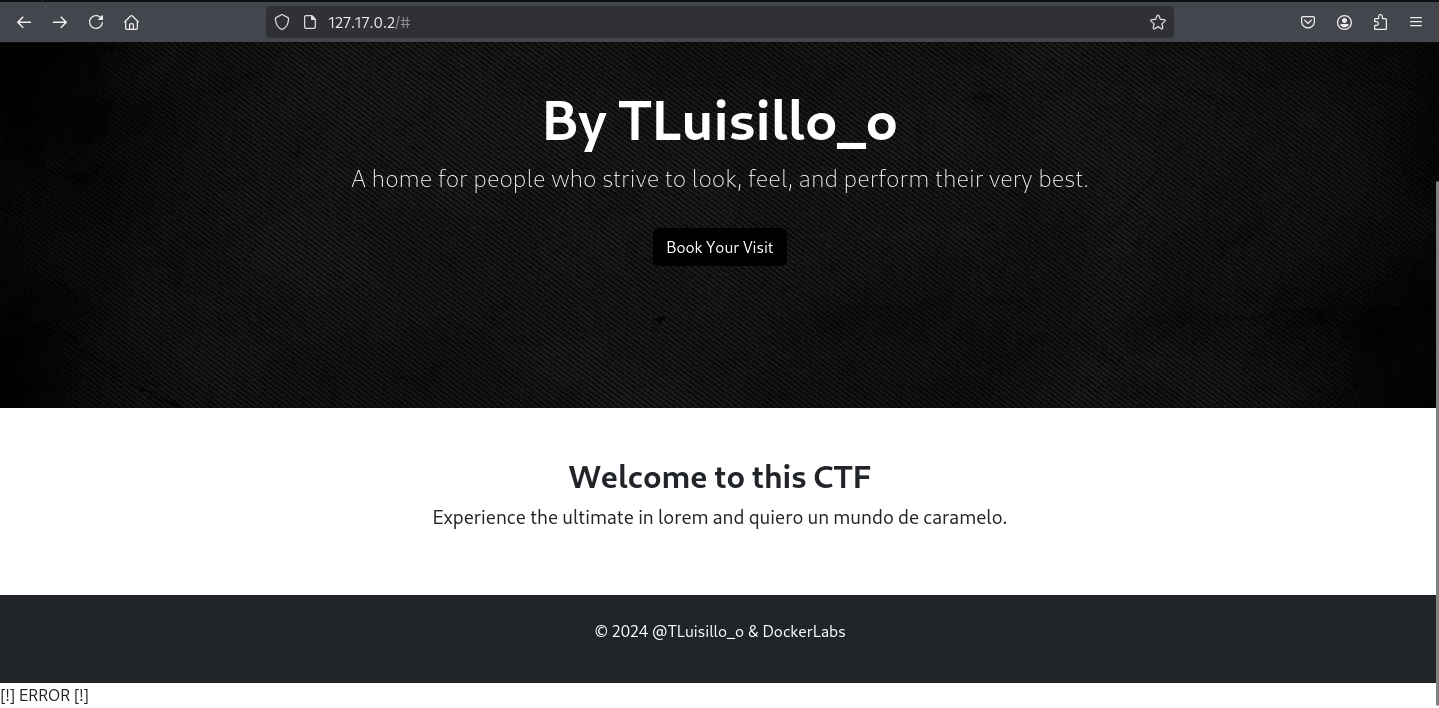 127.17.0.2/#
By TLuisillo_o
A home for people who strive to look, feel, and perform their very best.
Book Your Visit
Welcome to this CTF
Experience the ultimate in lorem and quiero un mundo de caramelo.
© 2024 @TLuisillo_o & DockerLabs
[!] ERROR [!]